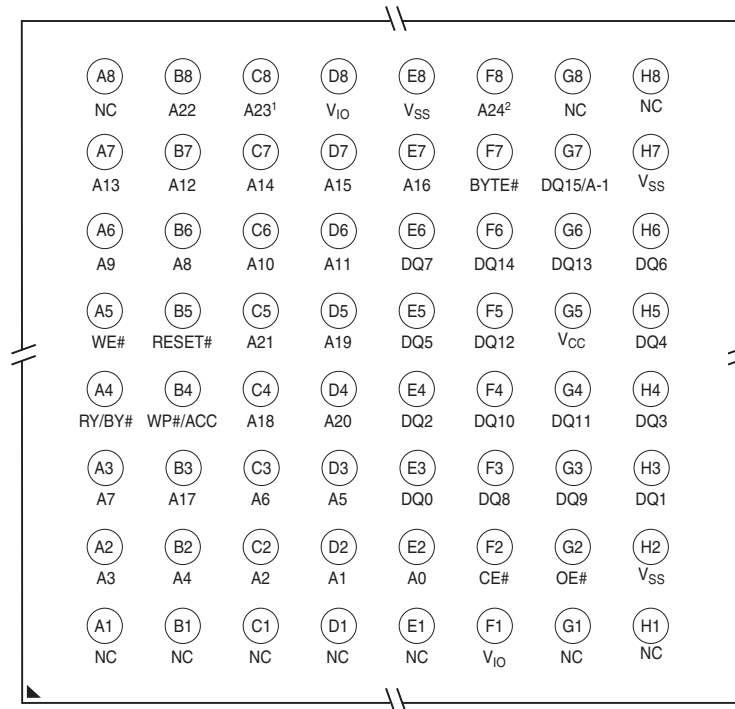 A8 B8 C8 D8 E8 F8 G8 H8
NC A22 A23¹ V_IO V_SS A24² NC NC
A7 B7 C7 D7 E7 F7 G7 H7
A13 A12 A14 A15 A16 BYTE# DQ15/A-1 V_SS
A6 B6 C6 D6 E6 F6 G6 H6
A9 A8 A10 A11 DQ7 DQ14 DQ13 DQ6
A5 B5 C5 D5 E5 F5 G5 H5
WE# RESET# A21 A19 DQ5 DQ12 V_CC DQ4
A4 B4 C4 D4 E4 F4 G4 H4
RY/BY# WP#/ACC A18 A20 DQ2 DQ10 DQ11 DQ3
A3 B3 C3 D3 E3 F3 G3 H3
A7 A17 A6 A5 DQ0 DQ8 DQ9 DQ1
A2 B2 C2 D2 E2 F2 G2 H2
A3 A4 A2 A1 A0 CE# OE# V_SS
A1 B1 C1 D1 E1 F1 G1 H1
NC NC NC NC NC V_IO NC NC